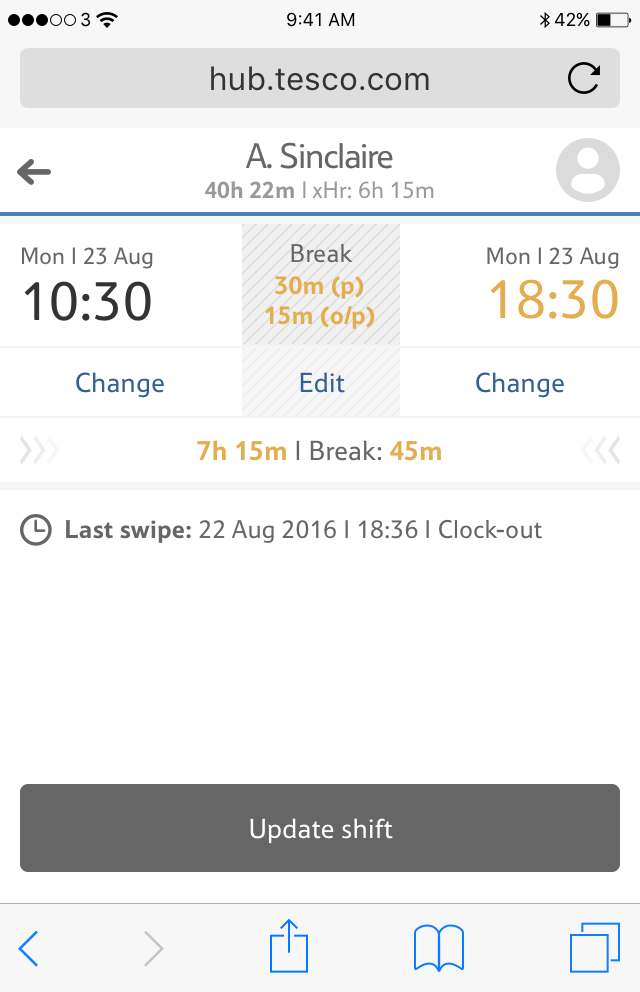 3 9:41 AM 42%
hub.tesco.com
A. Sinclaire
40h 22m | xHr: 6h 15m
Mon | 23 Aug
10:30
Break
30m (p)
15m (o/p)
Mon | 23 Aug
18:30
Change Edit Change
7h 15m | Break: 45m
Last swipe: 22 Aug 2016 | 18:36 | Clock-out
Update shift